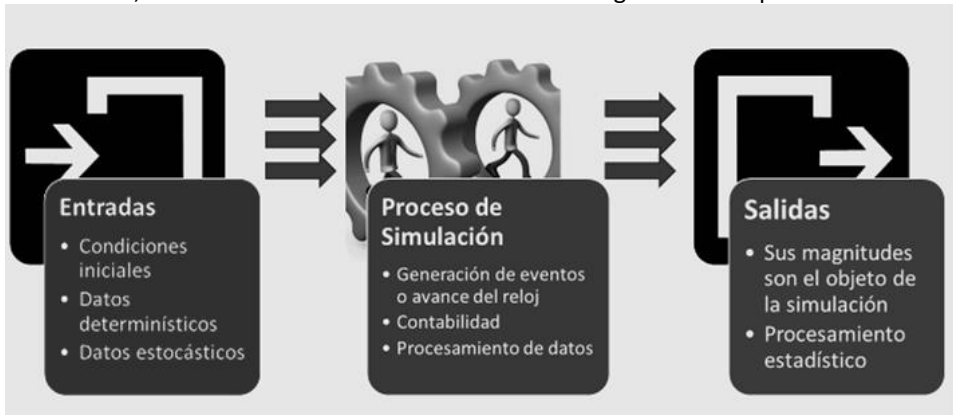 Entradas
• Condiciones
iniciales
• Datos
determinísticos
• Datos estocásticos
Proceso de
Simulación
• Generación de eventos
o avance del reloj
• Contabilidad
• Procesamiento de datos
Salidas
• Sus magnitudes
son el objeto de
la simulación
• Procesamiento
estadístico